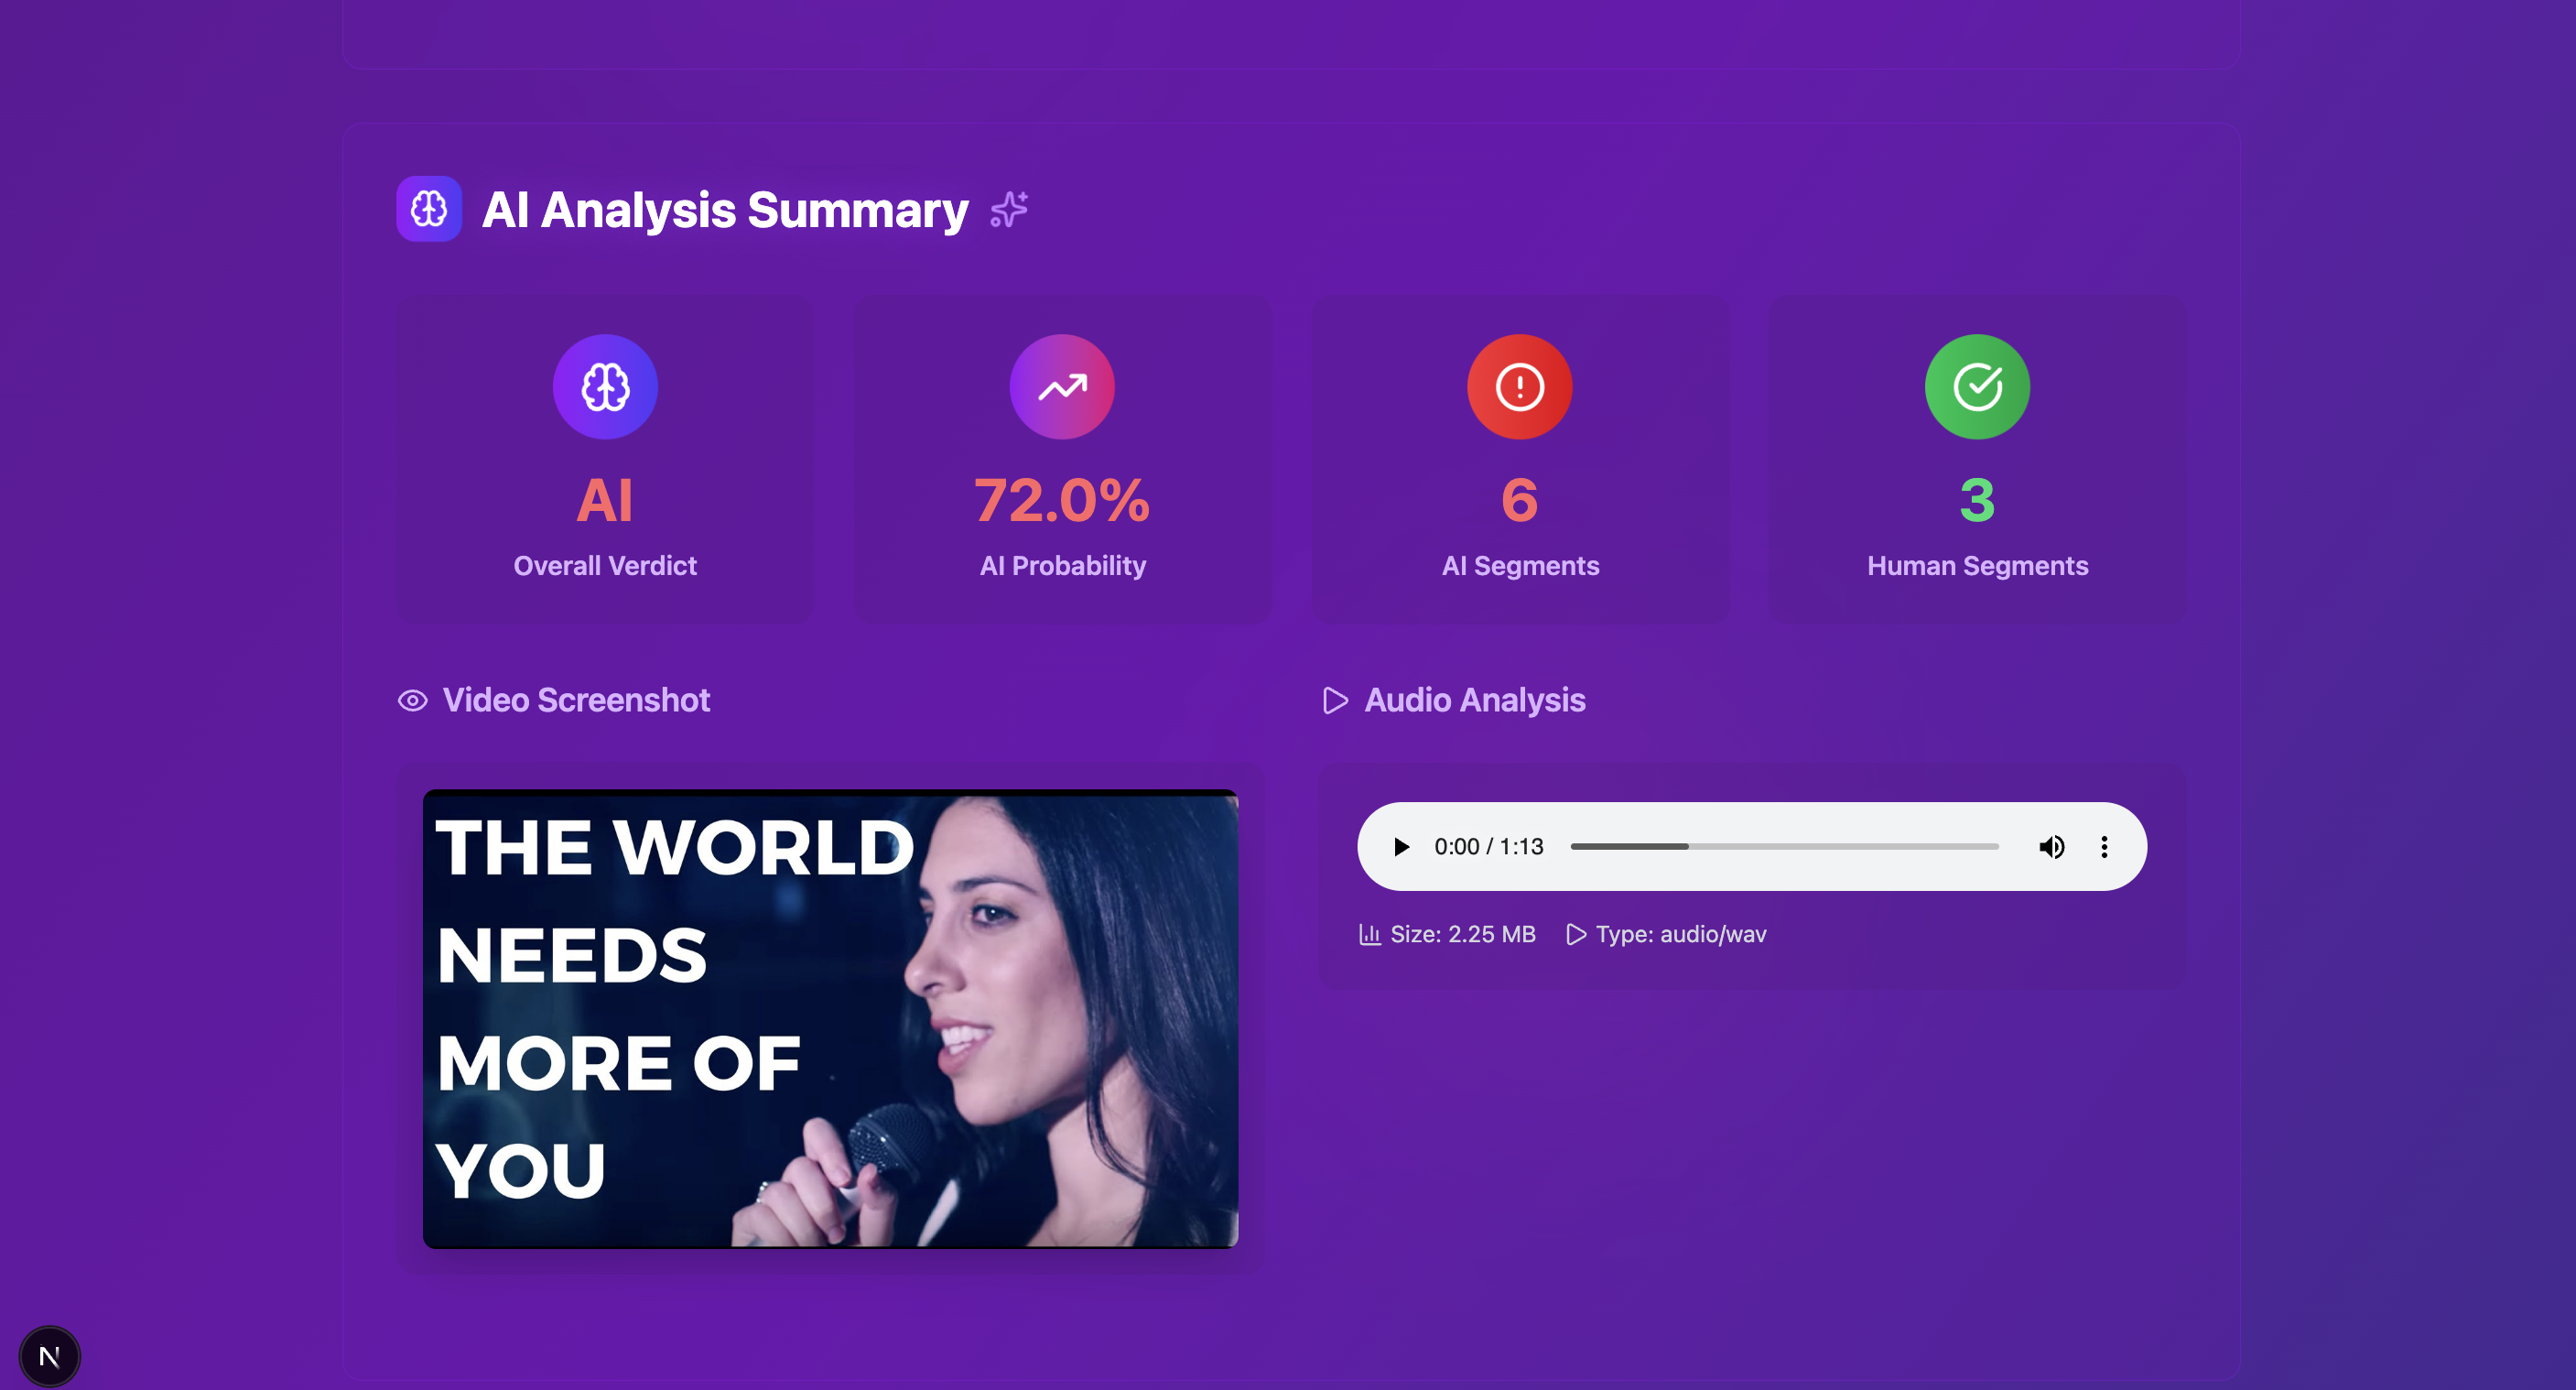 AI Analysis Summary
AI
Overall Verdict
72.0%
AI Probability
6
AI Segments
3
Human Segments
Video Screenshot
THE WORLD
NEEDS
MORE OF
YOU
Audio Analysis
0:00 / 1:13
Size: 2.25 MB
Type: audio/wav
N